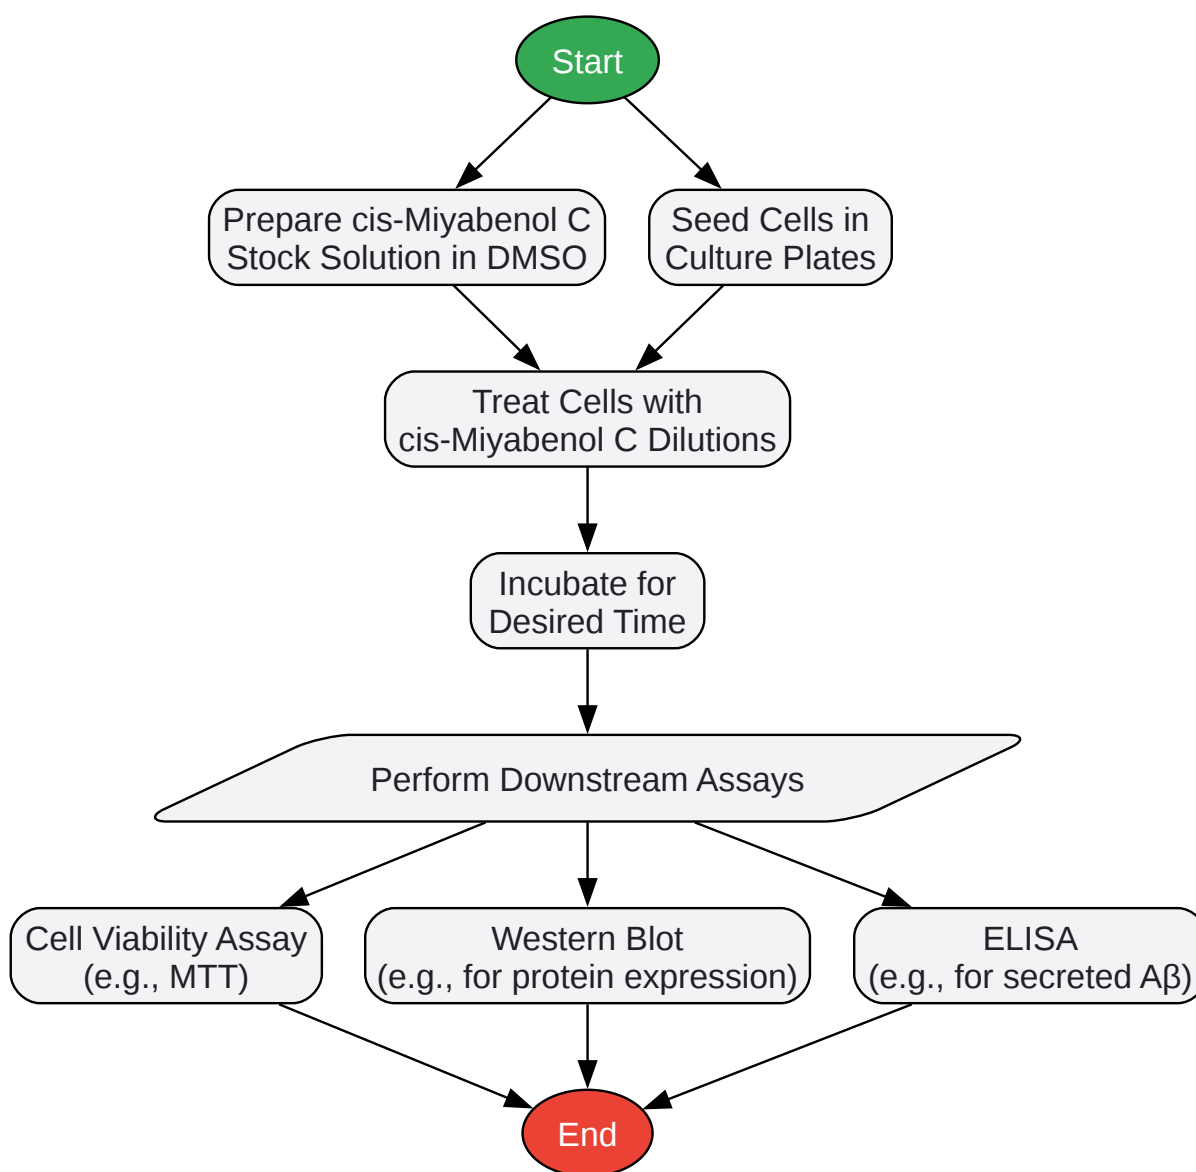 Start
Prepare cis-Miyabenol C
Stock Solution in DMSO
Seed Cells in
Culture Plates
Treat Cells with
cis-Miyabenol C Dilutions
Incubate for
Desired Time
Perform Downstream Assays
Cell Viability Assay
(e.g., MTT)
Western Blot
(e.g., for protein expression)
ELISA
(e.g., for secreted Aβ)
End